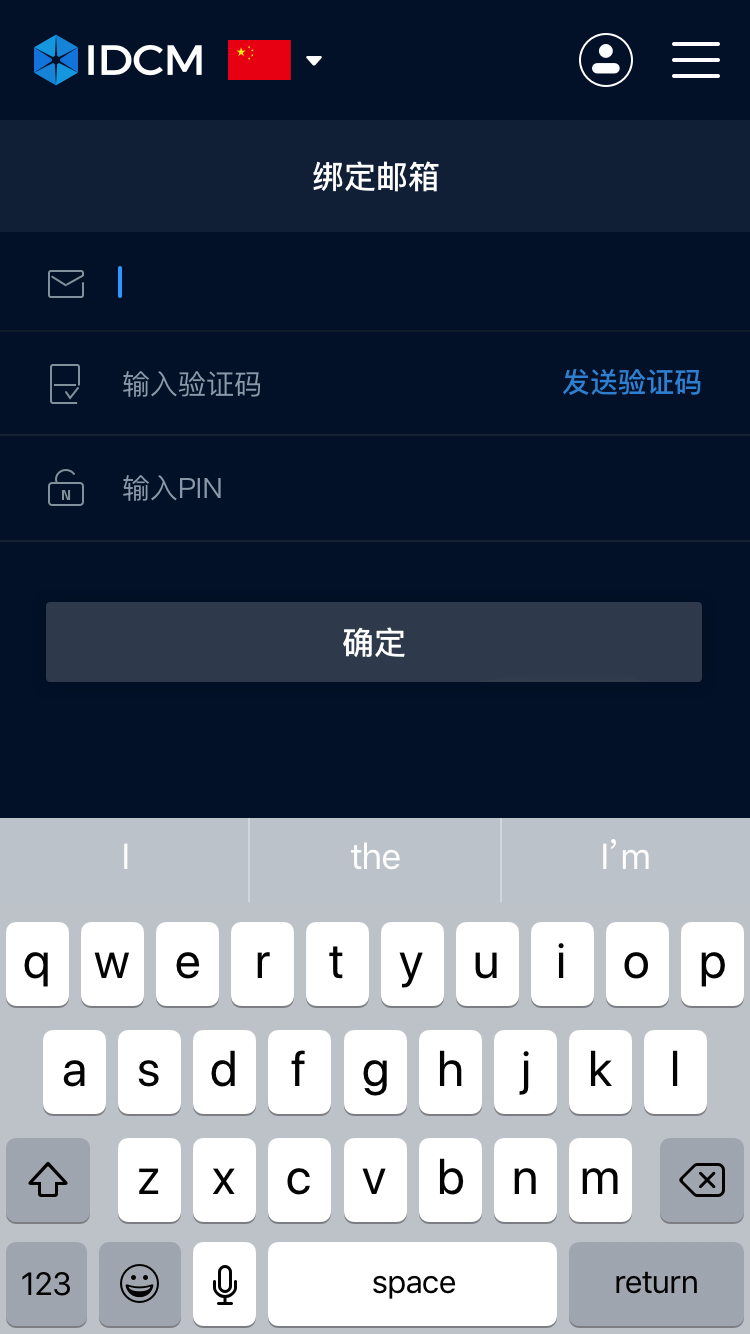 IDCM
绑定邮箱
输入验证码 发送验证码
N 输入PIN
确定
I the I’m
q w e r t y u i o p
a s d f g h j k l
z x c v b n m
123 space return